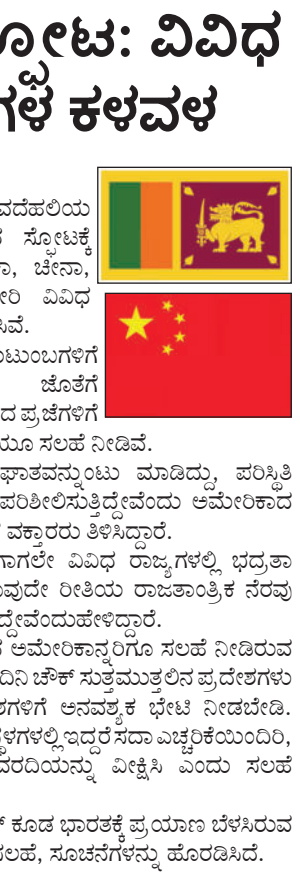 ಸ್ಫೋಟ: ವಿವಿಧ
ಗಳ ಕಳವಳ
ವದೆಹಲಿಯ
ಸ್ಫೋಟಕ್ಕೆ
ಾ, ಚೀನಾ,
ೇರಿ ವಿವಿಧ
ಸಿವೆ.
ುಟುಂಬಗಳಿಗೆ
ಜೊತೆಗೆ
ದ ಪ್ರಜೆಗಳಿಗೆ
ಯೂ ಸಲಹೆ ನೀಡಿವೆ.
ಘಾತವನ್ನುಂಟು ಮಾಡಿದ್ದು, ಪರಿಸ್ಥಿತಿ
ಪರಿಶೀಲಿಸುತ್ತಿದ್ದೇವೆಂದು ಅಮೇರಿಕಾದ
ವಕ್ತಾರರು ತಿಳಿಸಿದ್ದಾರೆ.
ಗಾಗಲೇ ವಿವಿಧ ರಾಜ್ಯಗಳಲ್ಲಿ ಭದ್ರತಾ
ವುದೇ ರೀತಿಯ ರಾಜತಾಂತ್ರಿಕ ನೆರವು
ದ್ದೇವೆಂದುಹೇಳಿದ್ದಾರೆ.
ಅಮೇರಿಕಾನ್ನರಿಗೂ ಸಲಹೆ ನೀಡಿರುವ
ದಿನಿ ಚೌಕ್ ಸುತ್ತಮುತ್ತಲಿನ ಪ್ರದೇಶಗಳು
ಶಗಳಿಗೆ ಅನವಶ್ಯಕ ಭೇಟಿ ನೀಡಬೇಡಿ.
ಸ್ಥಳಗಳಲ್ಲಿ ಇದ್ದರೆ ಸದಾ ಎಚ್ಚರಿಕೆಯಿಂದಿರಿ,
ವರದಿಯನ್ನು ವೀಕ್ಷಿಸಿ ಎಂದು ಸಲಹೆ
ಕೂಡ ಭಾರತಕ್ಕೆ ಪ್ರಯಾಣ ಬೆಳಸಿರುವ
ಸಲಹೆ, ಸೂಚನೆಗಳನ್ನು ಹೊರಡಿಸಿದೆ.